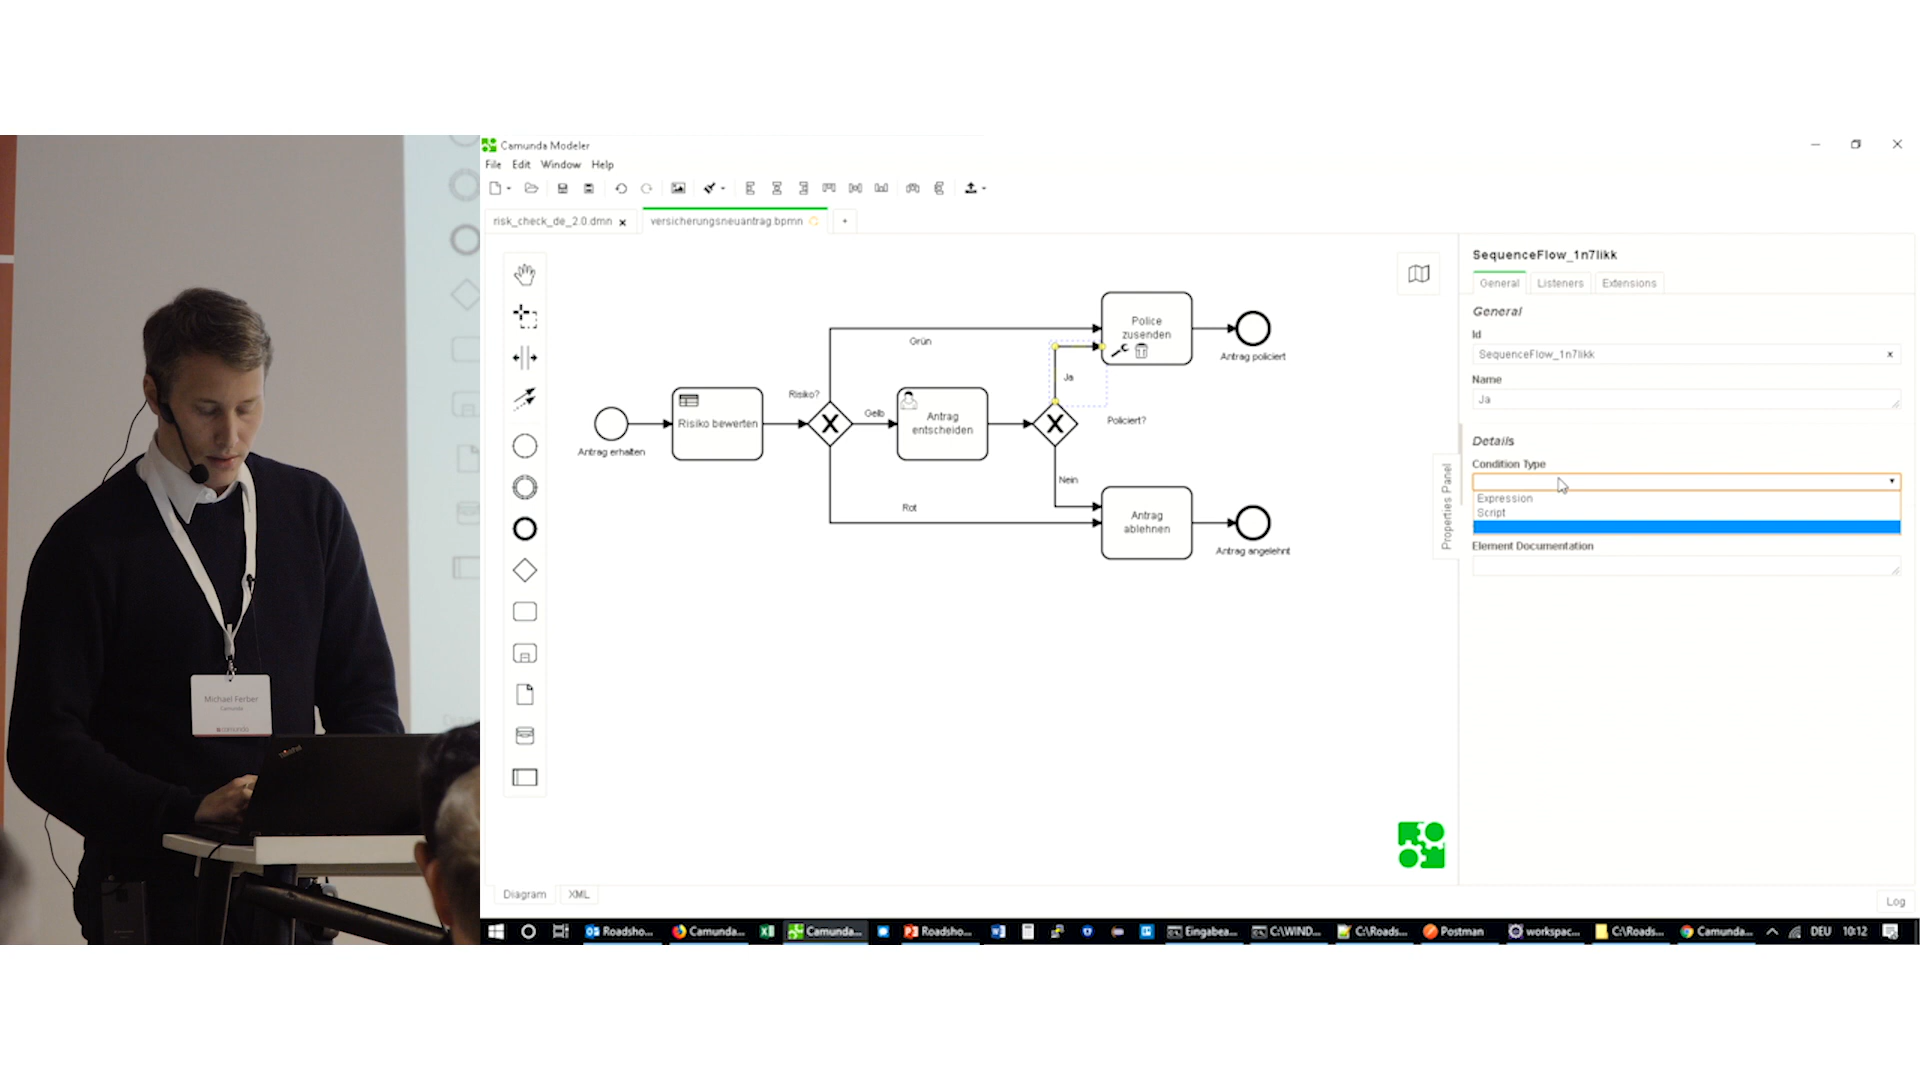 Michael Ferber
Camunda
camunda
Camunda Modeler
File Edit Window Help
risk_check_de_2.0.dmn x
versicherungsneuantrag.bpmn
+
Antrag erhalten
Risiko bewerten
Risiko?
Grün
Gelb
Rot
Antrag
entscheiden
Ja
Policiert?
Nein
Police
zusenden
Antrag policiert
Antrag
ablehnen
Antrag angelehnt
Properties Panel
SequenceFlow_1n7likk
General Listeners Extensions
General
Id
SequenceFlow_1n7likk x
Name
Ja
Details
Condition Type
Expression
Script
Element Documentation
Diagram XML
Log
Roadsho... Camunda... Camunda... Roadsho... Eingabea... C:\WIND... C:\Roads... Postman workspac... C:\Roads... Camunda... DEU 10:12